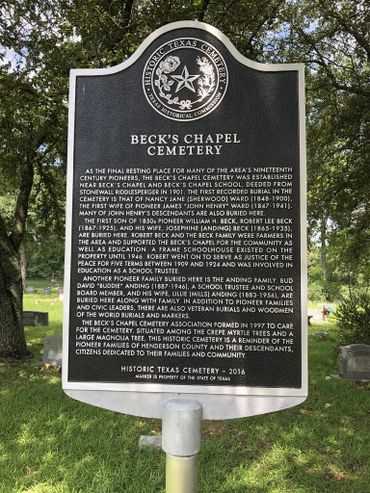 HISTORIC TEXAS CEMETERY
TEXAS HISTORICAL COMMISSION
BECK'S CHAPEL
CEMETERY
AS THE FINAL RESTING PLACE FOR MANY OF THE AREA'S NINETEENTH
CENTURY PIONEERS, THE BECK'S CHAPEL CEMETERY WAS ESTABLISHED
NEAR BECK'S CHAPEL AND BECK'S CHAPEL SCHOOL, DEEDED FROM
STONEWALL RIDDLESPERGER IN 1901. THE FIRST RECORDED BURIAL IN THE
CEMETERY IS THAT OF NANCY JANE (SHERWOOD) WARD (1848-1900),
THE FIRST WIFE OF PIONEER JAMES "JOHN HENRY" WARD (1867-1941).
MANY OF JOHN HENRY'S DESCENDANTS ARE ALSO BURIED HERE.
THE FIRST SON OF 1850s PIONEER WILLIAM H. BECK, ROBERT LEE BECK
(1867-1925), AND HIS WIFE, JOSEPHINE (ANDING) BECK (1865-1935),
ARE BURIED HERE. ROBERT BECK AND THE BECK FAMILY WERE FARMERS IN
THE AREA AND SUPPORTED THE BECK'S CHAPEL FOR THE COMMUNITY AS
WELL AS EDUCATION. A FRAME SCHOOLHOUSE EXISTED ON THE
PROPERTY UNTIL 1946. ROBERT WENT ON TO SERVE AS JUSTICE OF THE
PEACE FOR FIVE TERMS BETWEEN 1909 AND 1924 AND WAS INVOLVED IN
EDUCATION AS A SCHOOL TRUSTEE.
ANOTHER PIONEER FAMILY BURIED HERE IS THE ANDING FAMILY. BUD
DAVID "BUDDIE" ANDING (1887-1946), A SCHOOL TRUSTEE AND SCHOOL
BOARD MEMBER, AND HIS WIFE, LILLIE (MILLS) ANDING (1883-1956), ARE
BURIED HERE ALONG WITH FAMILY. IN ADDITION TO PIONEER FAMILIES
AND CIVIC LEADERS, THERE ARE ALSO VETERAN BURIALS AND WOODMEN
OF THE WORLD BURIALS AND MARKERS.
THE BECK'S CHAPEL CEMETERY ASSOCIATION FORMED IN 1997 TO CARE
FOR THE CEMETERY. SITUATED AMONG THE CREPE MYRTLE TREES AND A
LARGE MAGNOLIA TREE, THIS HISTORIC CEMETERY IS A REMINDER OF THE
PIONEER FAMILIES OF HENDERSON COUNTY AND THEIR DESCENDANTS,
CITIZENS DEDICATED TO THEIR FAMILIES AND COMMUNITY.
HISTORIC TEXAS CEMETERY – 2016
MARKER IS PROPERTY OF THE STATE OF TEXAS